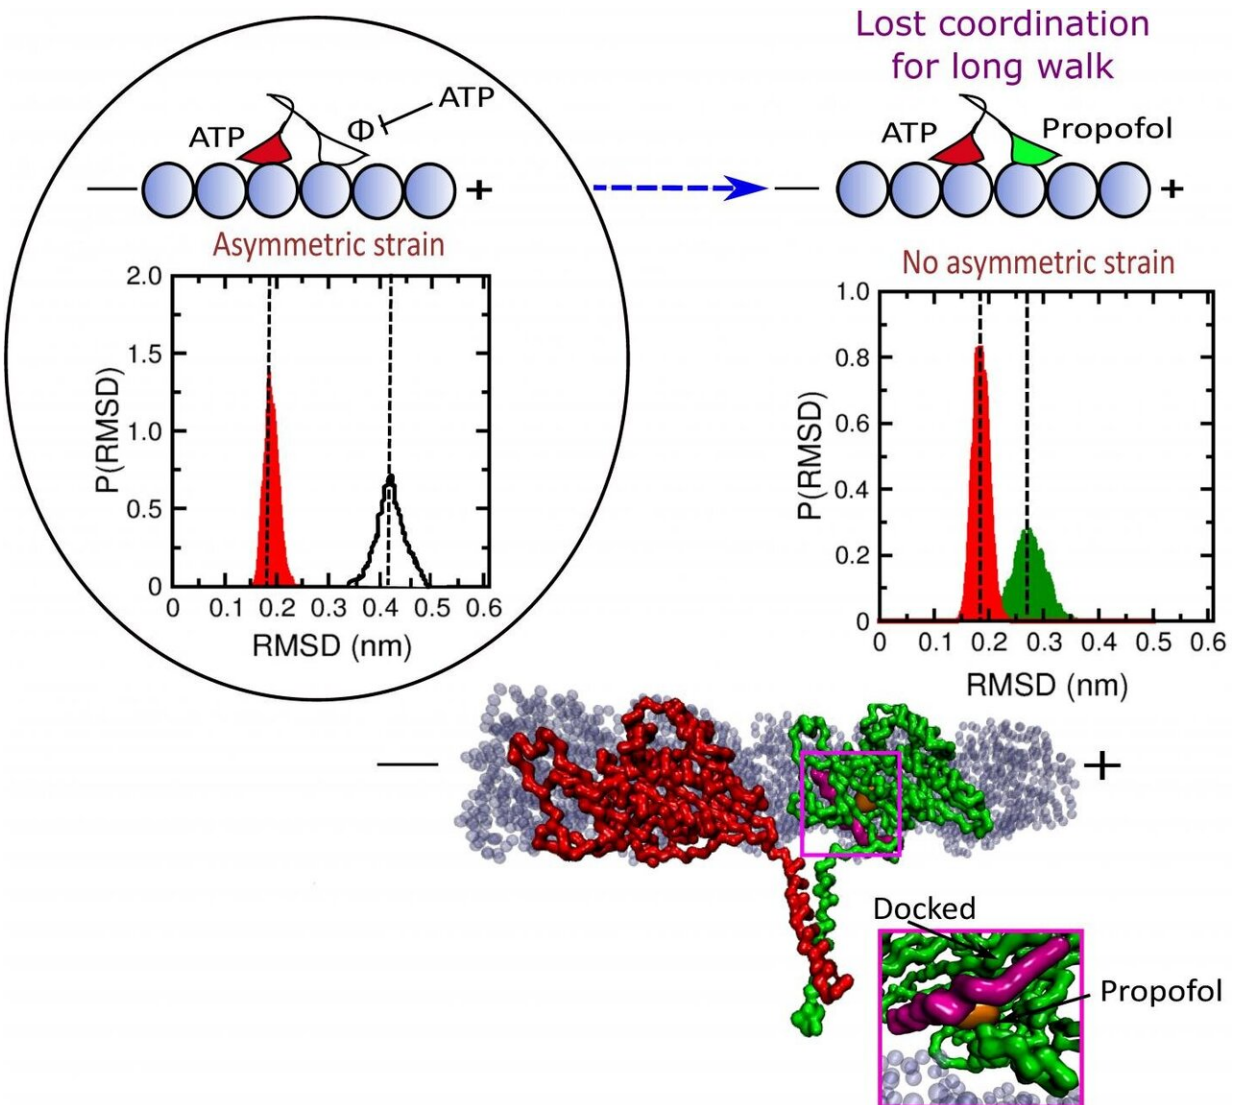 Lost coordination
for long walk
ATP
Φ
ATP
— +
Asymmetric strain
P(RMSD)
2.0
1.5
1.0
0.5
0
0 0.1 0.2 0.3 0.4 0.5 0.6
RMSD (nm)
ATP
Propofol
— +
No asymmetric strain
P(RMSD)
1.0
0.8
0.6
0.4
0.2
0
0 0.1 0.2 0.3 0.4 0.5 0.6
RMSD (nm)
— +
Docked
Propofol